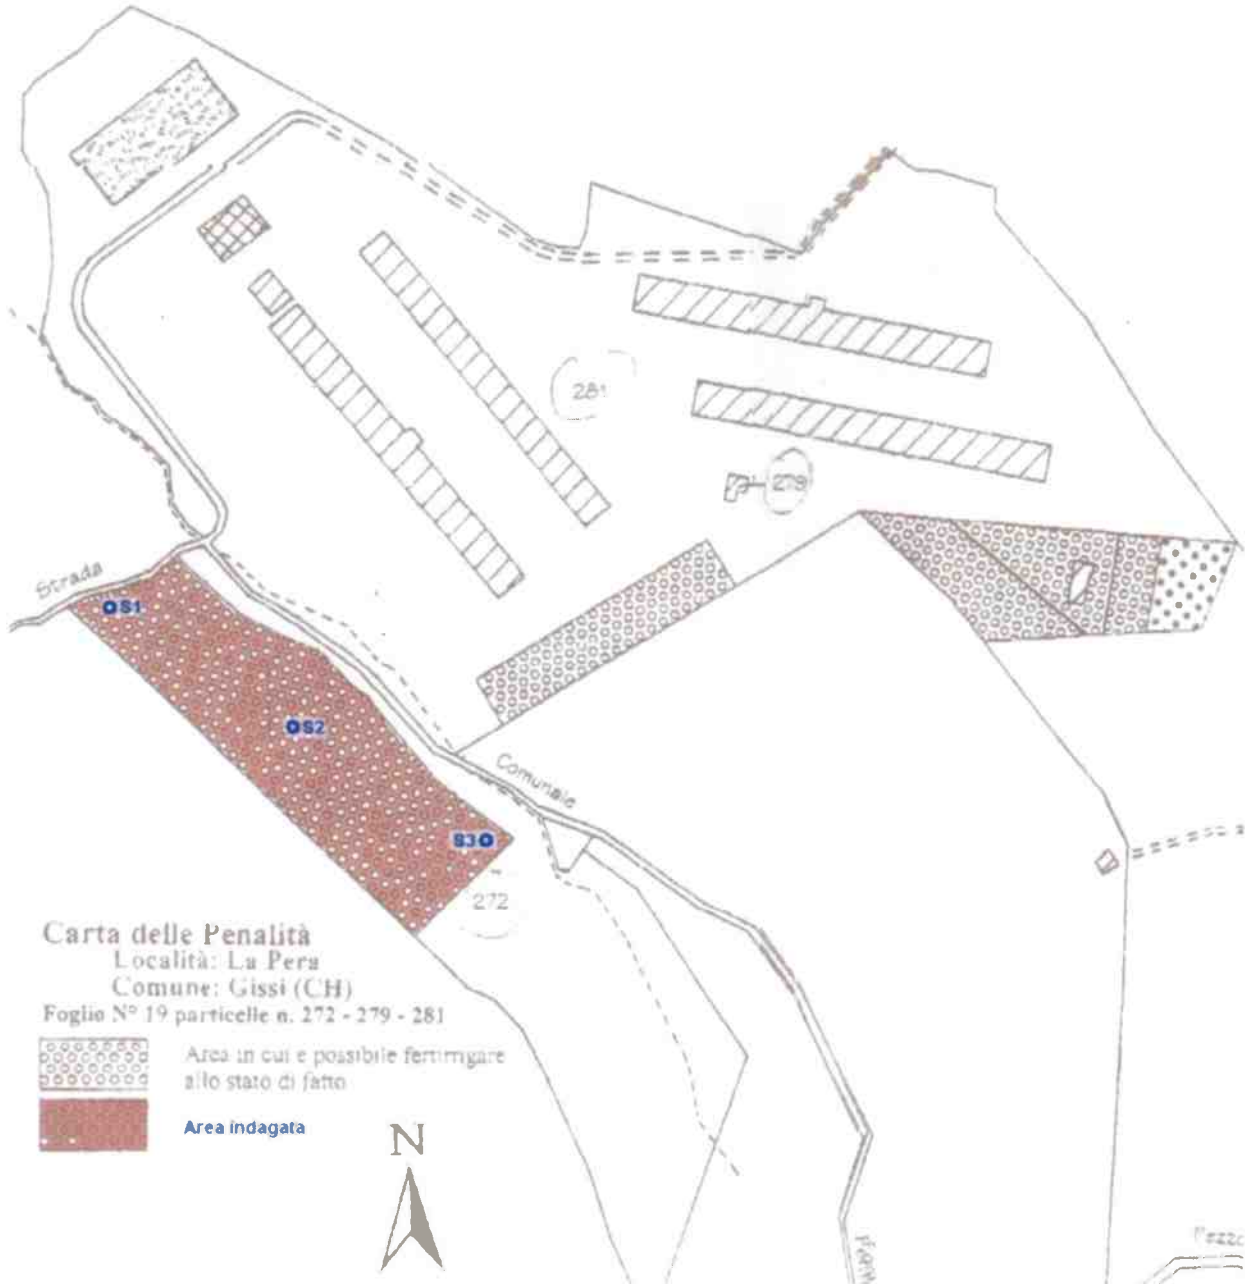 281
279
Strada
S1
S2
Comunale
S3
272
Carta delle Penalità
Località: La Pera
Comune: Gissi (CH)
Foglio N° 19 particelle n. 272 - 279 - 281
Area in cui e possibile fertirrigare
allo stato di fatto
Area indagata
N